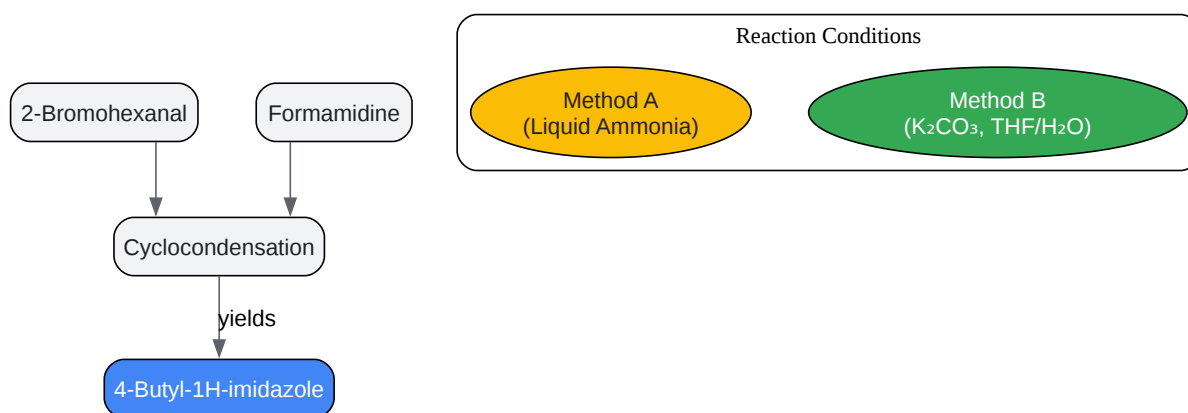 Reaction Conditions
2-Bromohexanal
Formamidine
Method A
(Liquid Ammonia)
Method B
(K₂CO₃, THF/H₂O)
Cyclocondensation
yields
4-Butyl-1H-imidazole